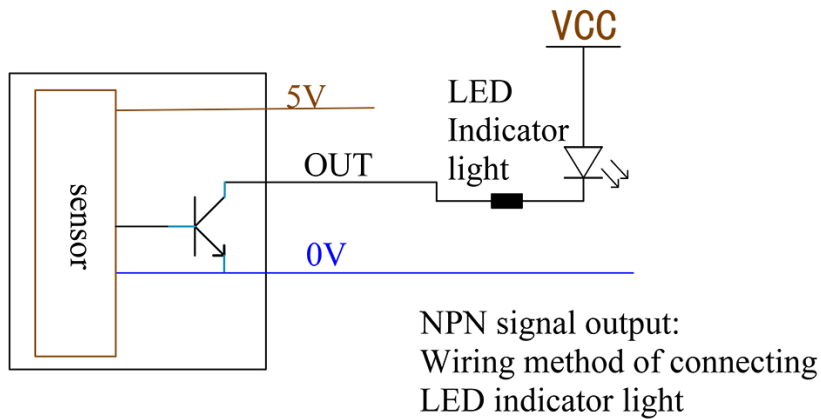 VCC
5V
LED
Indicator
light
OUT
sensor
0V
NPN signal output:
Wiring method of connecting
LED indicator light